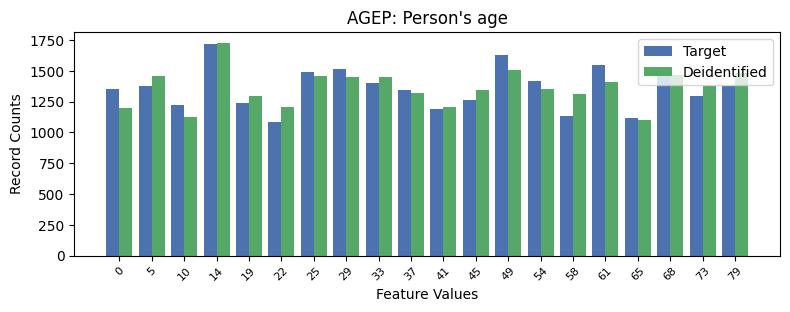 AGEP: Person's age
Target
Deidentified
Record Counts
1750
1500
1250
1000
750
500
250
0
0 5 10 14 19 22 25 29 33 37 41 45 49 54 58 61 65 68 73 79
Feature Values